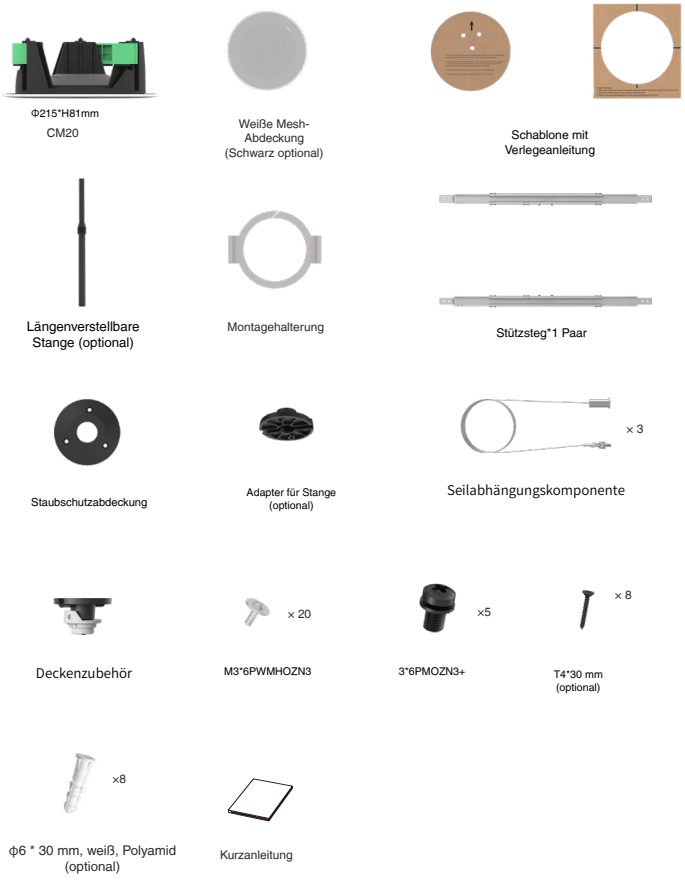 Φ215*H81mm
CM20
Weiße Mesh-
Abdeckung
(Schwarz optional)
Schablone mit
Verlegeanleitung
Längenverstellbare
Stange (optional)
Montagehalterung
Stützsteg*1 Paar
Staubschutzabdeckung
Adapter für Stange
(optional)
× 3
Seilabhängungskomponente
Deckenzubehör
× 20
M3*6PWMHOZN3
×5
3*6PMOZN3+
× 8
T4*30 mm
(optional)
×8
φ6 * 30 mm, weiß, Polyamid
(optional)
Kurzanleitung